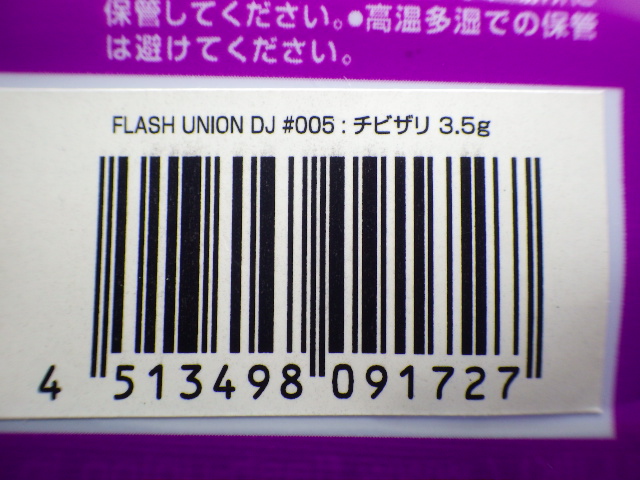 保管してください。●高温多湿での保管
は避けてください。
FLASH UNION DJ #005 : チビザリ 3.5g
4 513498 091727